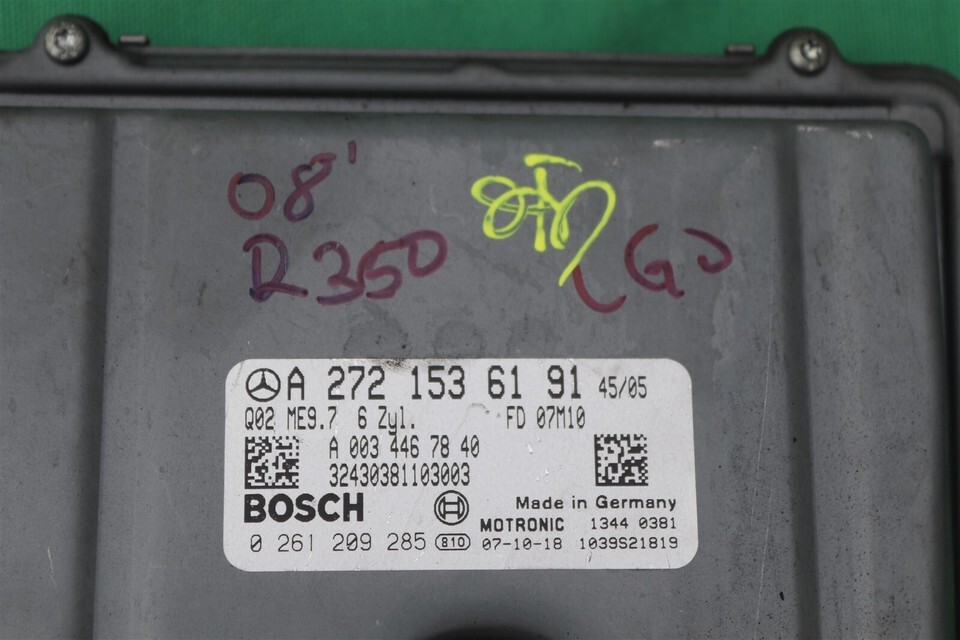 08'
R350
A 272 153 61 91 45/05
Q02 ME9.7 6 Zyl. FD 07M10
A 003 446 78 40
32430381103003
BOSCH Made in Germany
MOTRONIC 1344 0381
0 261 209 285 810 07-10-18 1039S21819